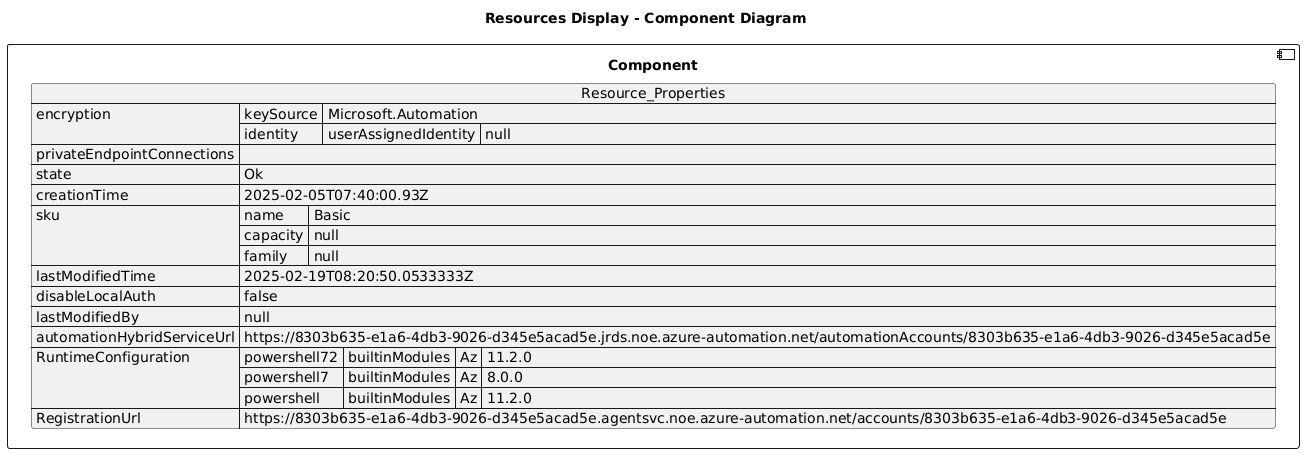 Resources Display - Component Diagram
Component
Resource_Properties
encryption keySource Microsoft.Automation
identity userAssignedIdentity null
privateEndpointConnections
state Ok
creationTime 2025-02-05T07:40:00.93Z
sku name Basic
capacity null
family null
lastModifiedTime 2025-02-19T08:20:50.0533333Z
disableLocalAuth false
lastModifiedBy null
automationHybridServiceUrl https://8303b635-e1a6-4db3-9026-d345e5acad5e.jrds.noe.azure-automation.net/automationAccounts/8303b635-e1a6-4db3-9026-d345e5acad5e
RuntimeConfiguration powershell72 builtinModules Az 11.2.0
powershell7 builtinModules Az 8.0.0
powershell builtinModules Az 11.2.0
RegistrationUrl https://8303b635-e1a6-4db3-9026-d345e5acad5e.agentsvc.noe.azure-automation.net/accounts/8303b635-e1a6-4db3-9026-d345e5acad5e